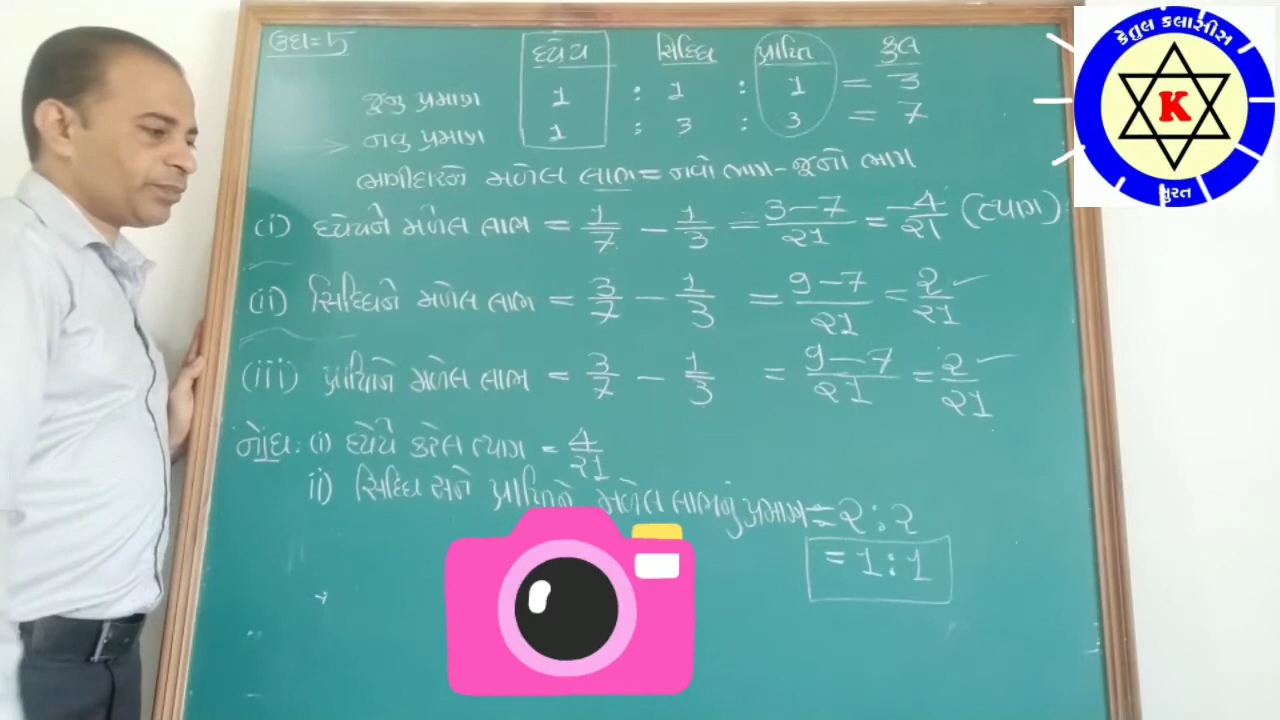 ઉદા=5
ધ્યેય સિધ્ધિ પ્રાપ્તિ કુલ
જૂનુ પ્રમાણ 1 : 1 : 1 = 3
નવુ પ્રમાણ 1 : 3 : 3 = 7
ભાગીદારને મળેલ લાભ = નવો ભાગ - જૂનો ભાગ
(i) ધ્યેયને મળેલ લાભ = 1/7 - 1/3 = 3-7/21 = -4/21 (ત્યાગ)
(ii) સિધ્ધિને મળેલ લાભ = 3/7 - 1/3 = 9-7/21 = 2/21 ✓
(iii) પ્રાપ્તિને મળેલ લાભ = 3/7 - 1/3 = 9-7/21 = 2/21 ✓
નોંધ: (i) ધ્યેયે કરેલ ત્યાગ = 4/21
ii) સિધ્ધિ અને પ્રાપ્તિને મળેલ લાભનું પ્રમાણ = 2:2
= 1:1
કેતુલ કલાસીસ
K
સુરત